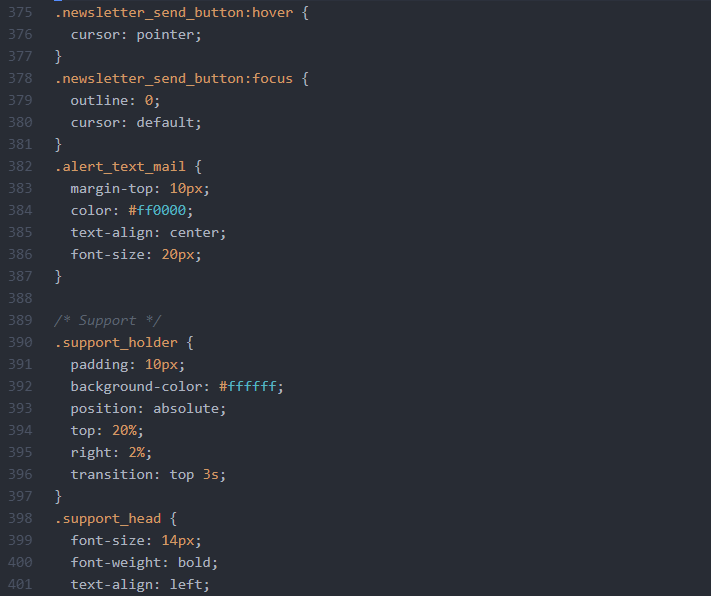 375 .newsletter_send_button:hover {
376   cursor: pointer;
377 }
378 .newsletter_send_button:focus {
379   outline: 0;
380   cursor: default;
381 }
382 .alert_text_mail {
383   margin-top: 10px;
384   color: #ff0000;
385   text-align: center;
386   font-size: 20px;
387 }
388
389 /* Support */
390 .support_holder {
391   padding: 10px;
392   background-color: #ffffff;
393   position: absolute;
394   top: 20%;
395   right: 2%;
396   transition: top 3s;
397 }
398 .support_head {
399   font-size: 14px;
400   font-weight: bold;
401   text-align: left;